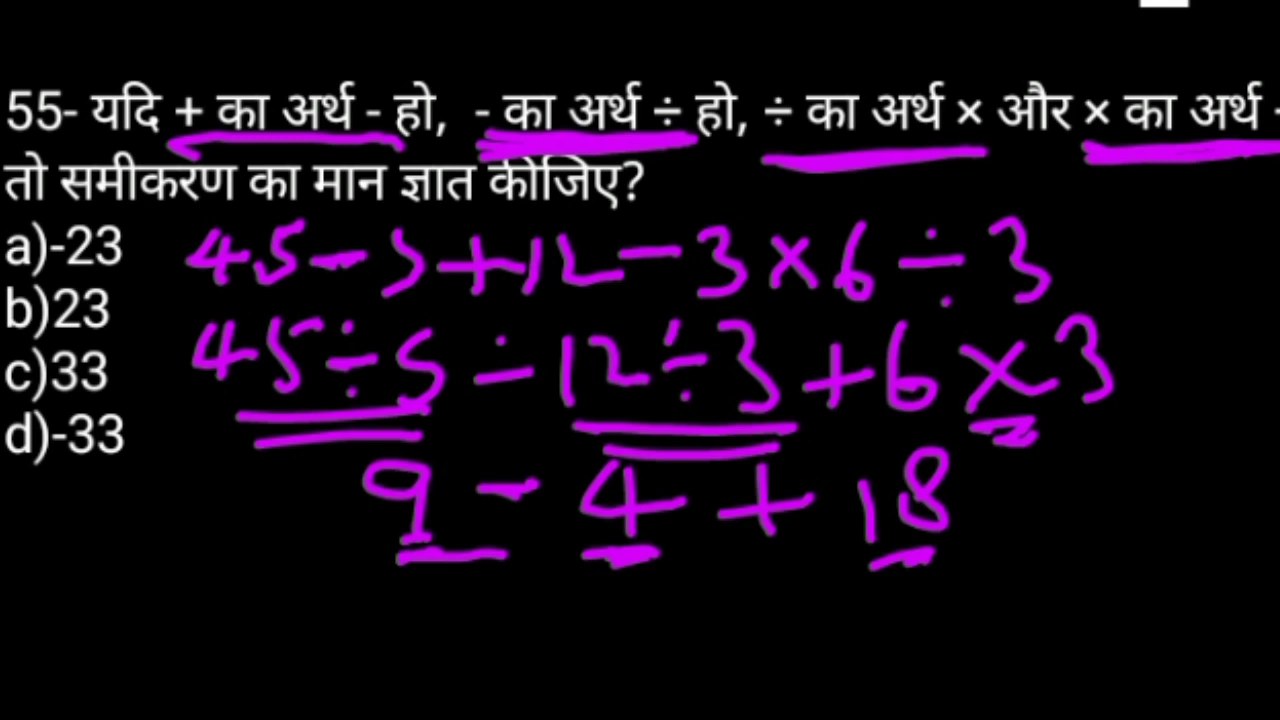 55- यदि + का अर्थ - हो, - का अर्थ ÷ हो, ÷ का अर्थ × और × का अर्थ
तो समीकरण का मान ज्ञात कीजिए?
a)-23
45-5+12-3×6÷3
b)23
45÷5-12÷3+6×3
c)33
d)-33
9-4+18